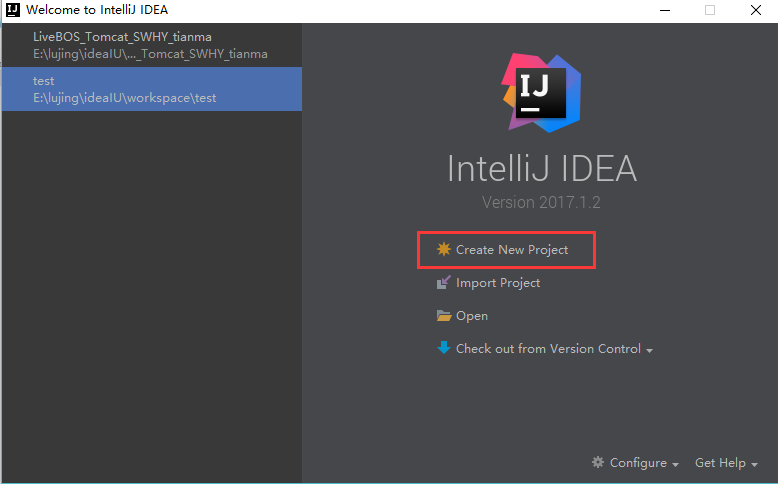 Welcome to IntelliJ IDEA
LiveBOS_Tomcat_SWHY_tianma
E:\lujing\ideaIU\..._Tomcat_SWHY_tianma
test
E:\lujing\ideaIU\workspace\test
IJ
IntelliJ IDEA
Version 2017.1.2
Create New Project
Import Project
Open
Check out from Version Control
Configure
Get Help